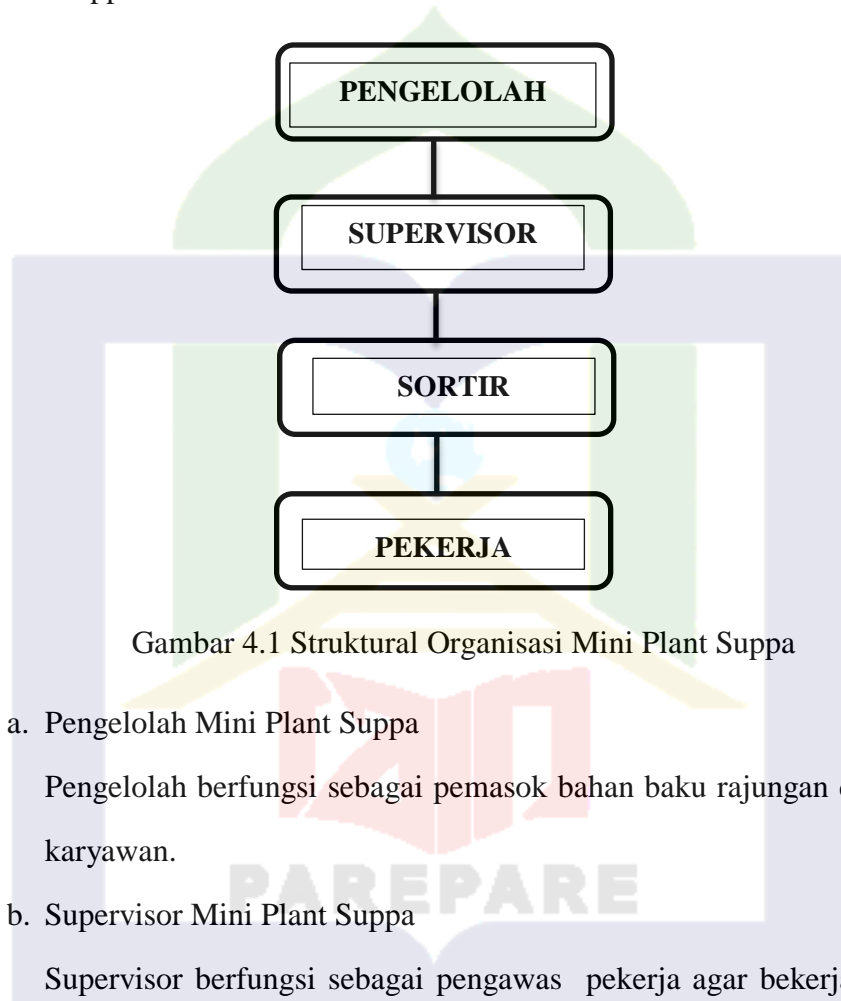 PENGELOLAH
SUPERVISOR
SORTIR
PEKERJA
Gambar 4.1 Struktural Organisasi Mini Plant Suppa
a. Pengelolah Mini Plant Suppa
Pengelolah berfungsi sebagai pemasok bahan baku rajungan
karyawan.
PAREPARE
b. Supervisor Mini Plant Suppa
Supervisor berfungsi sebagai pengawas pekerja agar bekerja